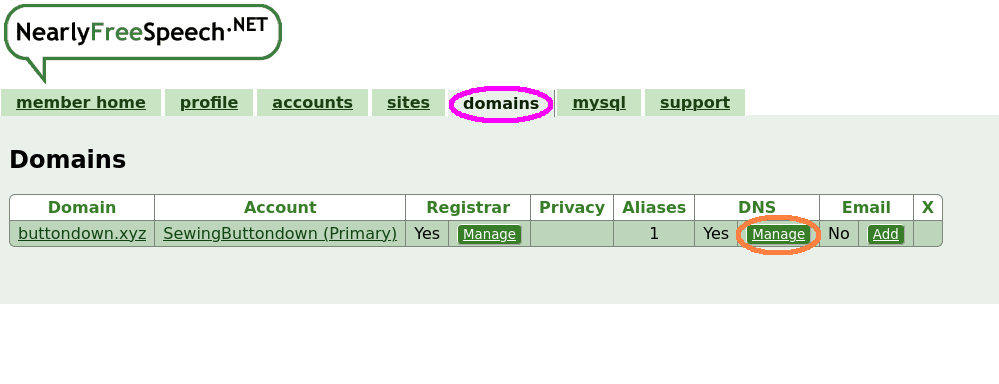 NearlyFreeSpeech.NET
member home profile accounts sites domains mysql support
Domains
Domain Account Registrar Privacy Aliases DNS Email X
buttondown.xyz SewingButtondown (Primary) Yes Manage 1 Yes Manage No Add